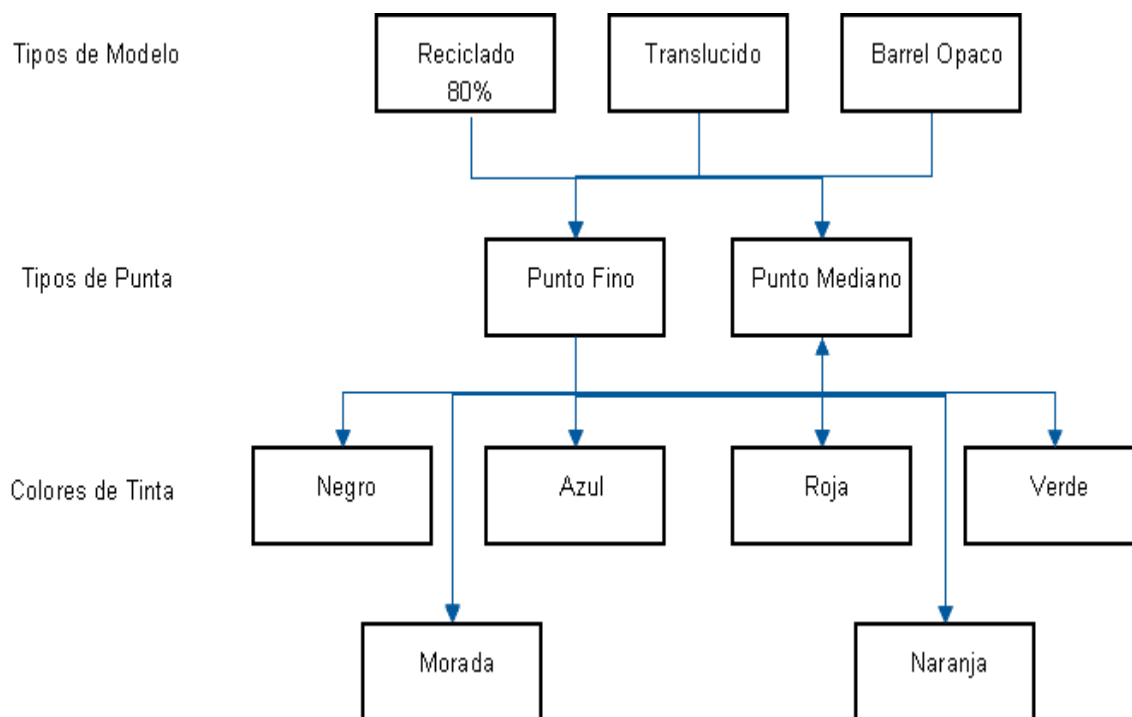 Tipos de Modelo
Reciclado
80%
Translucido
Barrel Opaco
Tipos de Punta
Punto Fino
Punto Mediano
Colores de Tinta
Negro
Azul
Roja
Verde
Morada
Naranja